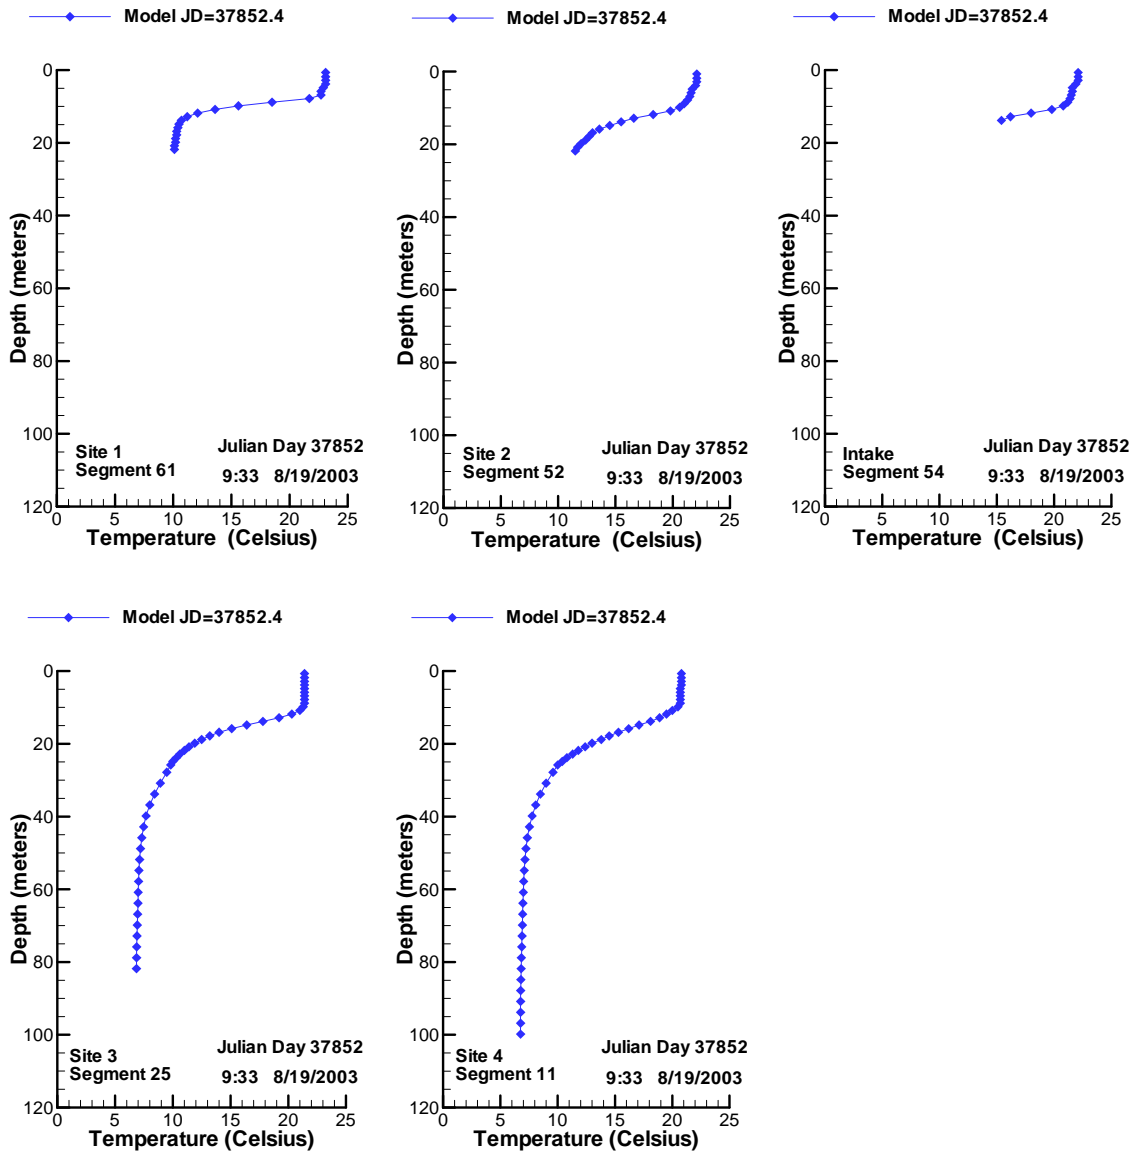 Model JD=37852.4
0
20
40
60
80
100
120
Depth (meters)
Site 1
Segment 61
Julian Day 37852
9:33 8/19/2003
0 5 10 15 20 25
Temperature (Celsius)
Model JD=37852.4
0
20
40
60
80
100
120
Depth (meters)
Site 2
Segment 52
Julian Day 37852
9:33 8/19/2003
0 5 10 15 20 25
Temperature (Celsius)
Model JD=37852.4
0
20
40
60
80
100
120
Depth (meters)
Intake
Segment 54
Julian Day 37852
9:33 8/19/2003
0 5 10 15 20 25
Temperature (Celsius)
Model JD=37852.4
0
20
40
60
80
100
120
Depth (meters)
Site 3
Segment 25
Julian Day 37852
9:33 8/19/2003
0 5 10 15 20 25
Temperature (Celsius)
Model JD=37852.4
0
20
40
60
80
100
120
Depth (meters)
Site 4
Segment 11
Julian Day 37852
9:33 8/19/2003
0 5 10 15 20 25
Temperature (Celsius)